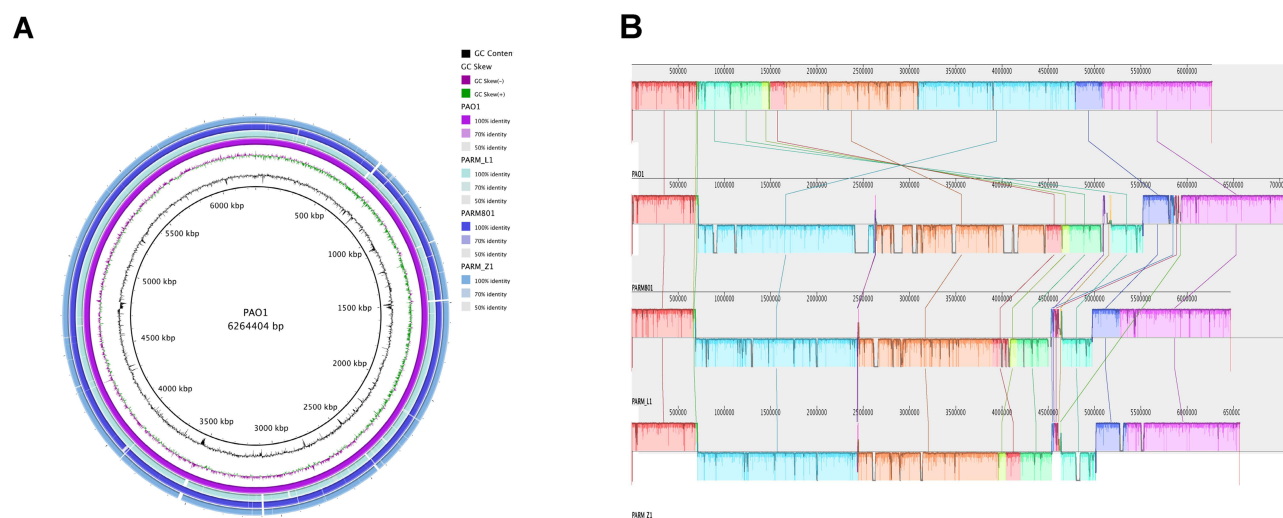 A
B
GC Conten
GC Skew
GC Skew(-)
GC Skew(+)
PAO1
100% identity
70% identity
50% identity
PARM_L1
100% identity
70% identity
50% identity
PARM801
100% identity
70% identity
50% identity
PARM_Z1
100% identity
70% identity
50% identity
PAO1
6264404 bp
500 kbp
1000 kbp
1500 kbp
2000 kbp
2500 kbp
3000 kbp
3500 kbp
4000 kbp
4500 kbp
5000 kbp
5500 kbp
6000 kbp
500000 1000000 1500000 2000000 2500000 3000000 3500000 4000000 4500000 5000000 5500000 6000000
PAO1
500000 1000000 1500000 2000000 2500000 3000000 3500000 4000000 4500000 5000000 5500000 6000000 6500000 70000
PARM801
500000 1000000 1500000 2000000 2500000 3000000 3500000 4000000 4500000 5000000 5500000 6000000
PARM_L1
500000 1000000 1500000 2000000 2500000 3000000 3500000 4000000 4500000 5000000 5500000 6000000 65000
PARM_Z1